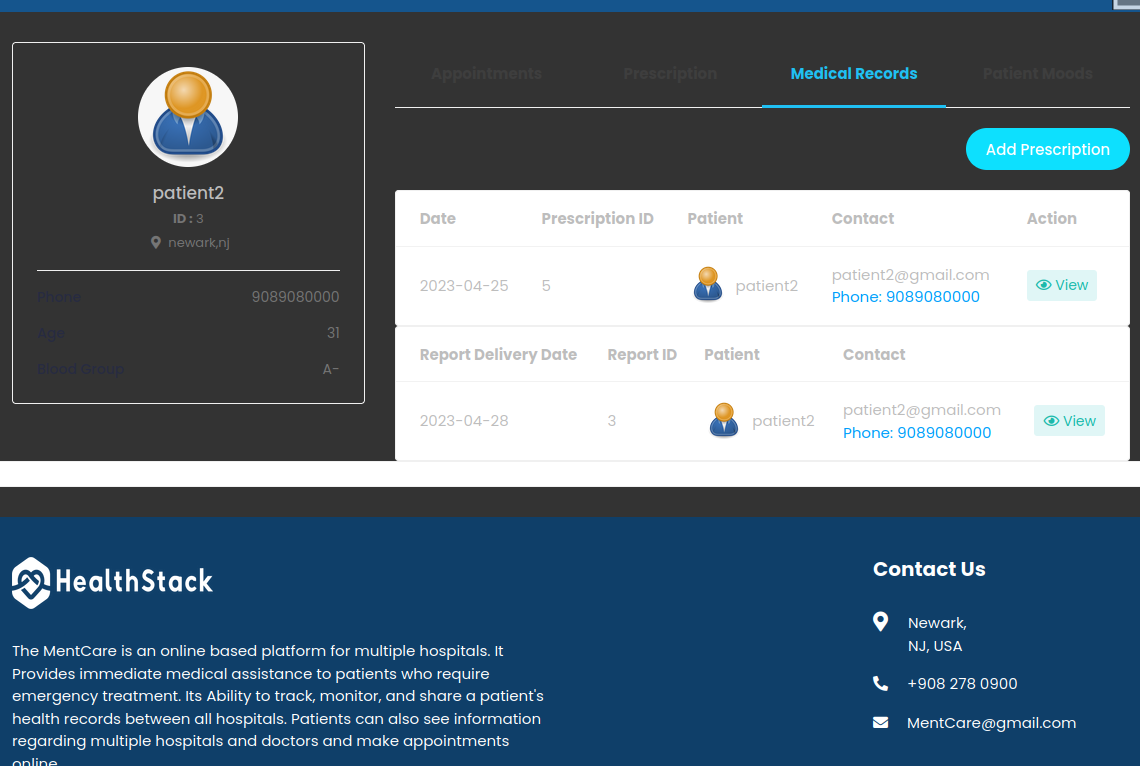 patient2
ID : 3
newark,nj
Phone 9089080000
Age 31
Blood Group A-
Appointments Prescription Medical Records Patient Moods
Add Prescription
Date Prescription ID Patient Contact Action
2023-04-25 5 patient2 patient2@gmail.com View
Phone: 9089080000
Report Delivery Date Report ID Patient Contact
2023-04-28 3 patient2 patient2@gmail.com View
Phone: 9089080000
HealthStack
The MentCare is an online based platform for multiple hospitals. It
Provides immediate medical assistance to patients who require
emergency treatment. Its Ability to track, monitor, and share a patient's
health records between all hospitals. Patients can also see information
regarding multiple hospitals and doctors and make appointments
online.
Contact Us
Newark,
NJ, USA
+908 278 0900
MentCare@gmail.com